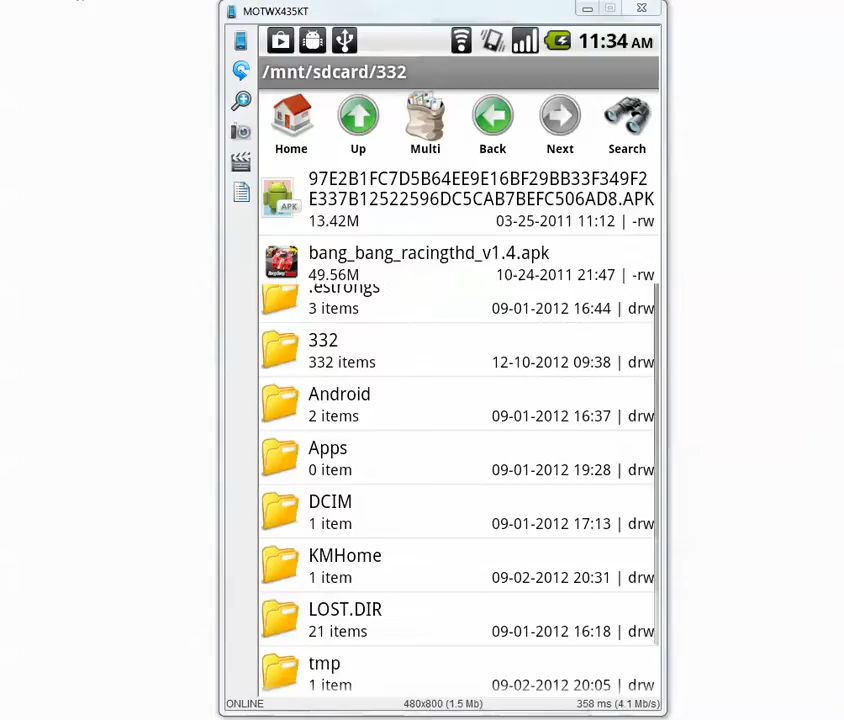 MOTWX435KT
11:34 AM
/mnt/sdcard/332
Home Up Multi Back Next Search
97E2B1FC7D5B64EE9E16BF29BB33F349F2
E337B12522596DC5CAB7BEFC506AD8.APK
APK
13.42M 03-25-2011 11:12 | -rw
bang_bang_racingthd_v1.4.apk
49.56M 10-24-2011 21:47 | -rw
.estrongs
3 items 09-01-2012 16:44 | drw
332
332 items 12-10-2012 09:38 | drw
Android
2 items 09-01-2012 16:37 | drw
Apps
0 item 09-01-2012 19:28 | drw
DCIM
1 item 09-01-2012 17:13 | drw
KMHome
1 item 09-02-2012 20:31 | drw
LOST.DIR
21 items 09-01-2012 16:18 | drw
tmp
1 item 09-02-2012 20:05 | drw
ONLINE 480x800 (1.5 Mb) 358 ms (4.1 Mb/s)